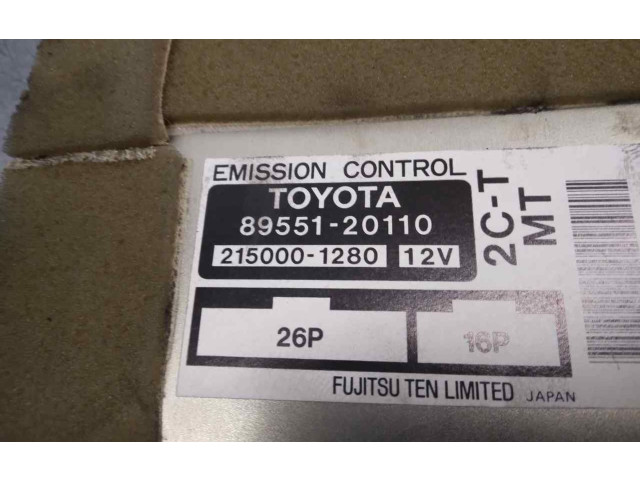 EMISSION CONTROL
TOYOTA
89551-20110
215000-1280 12V
2C-T
MT
26P 16P
FUJITSU TEN LIMITED JAPAN